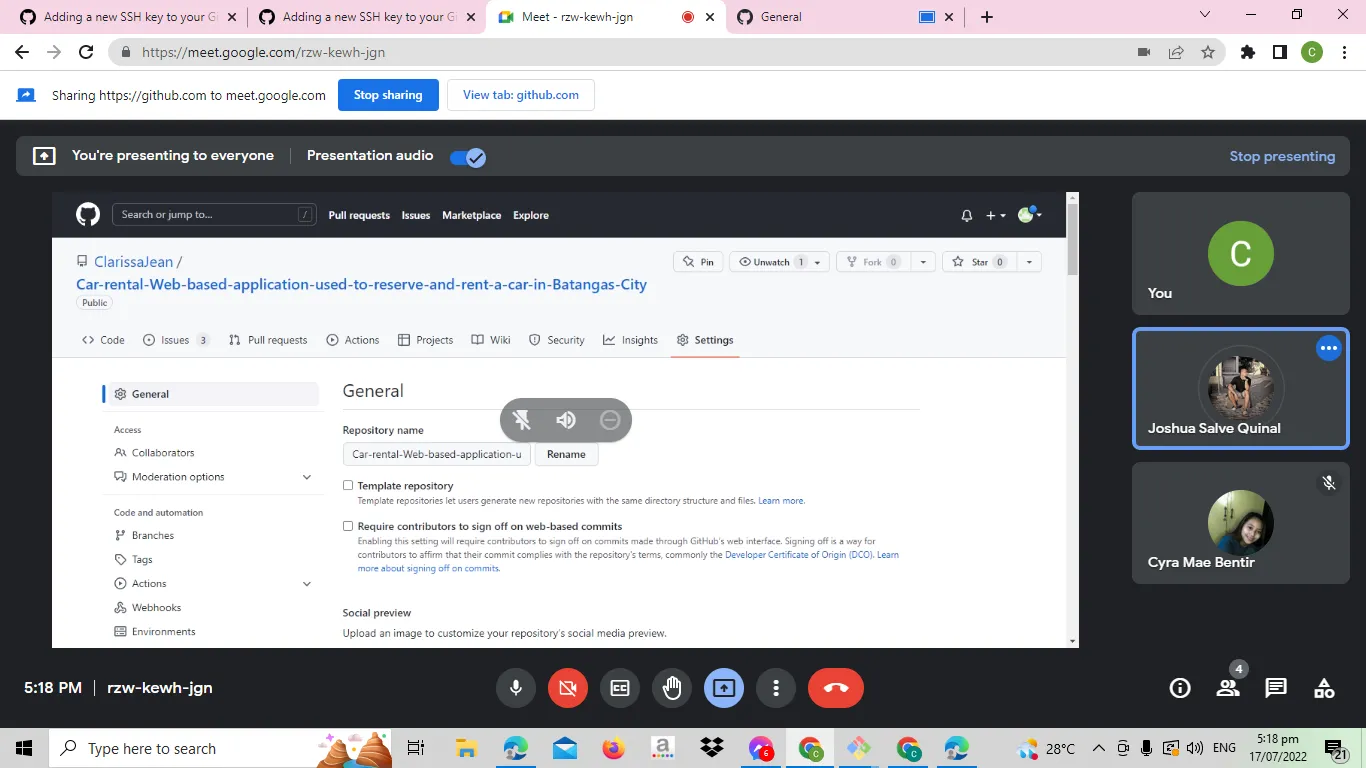 Adding a new SSH key to your Gi
Adding a new SSH key to your Gi
Meet - rzw-kewh-jgn
General
https://meet.google.com/rzw-kewh-jgn
C
Sharing https://github.com to meet.google.com
Stop sharing
View tab: github.com
You're presenting to everyone
Presentation audio
Stop presenting
Search or jump to...
/
Pull requests
Issues
Marketplace
Explore
ClarissaJean /
Car-rental-Web-based-application-used-to-reserve-and-rent-a-car-in-Batangas-City
Public
Pin
Unwatch 1
Fork 0
Star 0
Code
Issues 3
Pull requests
Actions
Projects
Wiki
Security
Insights
Settings
General
Access
Collaborators
Moderation options
Code and automation
Branches
Tags
Actions
Webhooks
Environments
General
Repository name
Car-rental-Web-based-application-u
Rename
Template repository
Template repositories let users generate new repositories with the same directory structure and files. Learn more.
Require contributors to sign off on web-based commits
Enabling this setting will require contributors to sign off on commits made through GitHub's web interface. Signing off is a way for
contributors to affirm that their commit complies with the repository's terms, commonly the Developer Certificate of Origin (DCO). Learn
more about signing off on commits.
Social preview
Upload an image to customize your repository's social media preview.
C
You
Joshua Salve Quinal
Cyra Mae Bentir
5:18 PM
rzw-kewh-jgn
CC
4
Type here to search
a
6
C
C
28°C
ENG
5:18 pm
17/07/2022
21